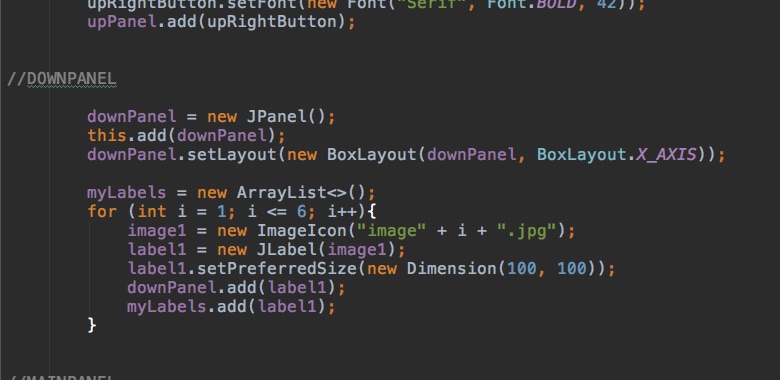 upRightButton.setFont(new Font("Serif", Font.BOLD, 42));
upPanel.add(upRightButton);
//DOWNPANEL
downPanel = new JPanel();
this.add(downPanel);
downPanel.setLayout(new BoxLayout(downPanel, BoxLayout.X_AXIS));
myLabels = new ArrayList<>();
for (int i = 1; i <= 6; i++){
image1 = new ImageIcon("image" + i + ".jpg");
label1 = new JLabel(image1);
label1.setPreferredSize(new Dimension(100, 100));
downPanel.add(label1);
myLabels.add(label1);
}
//MAINPANEL